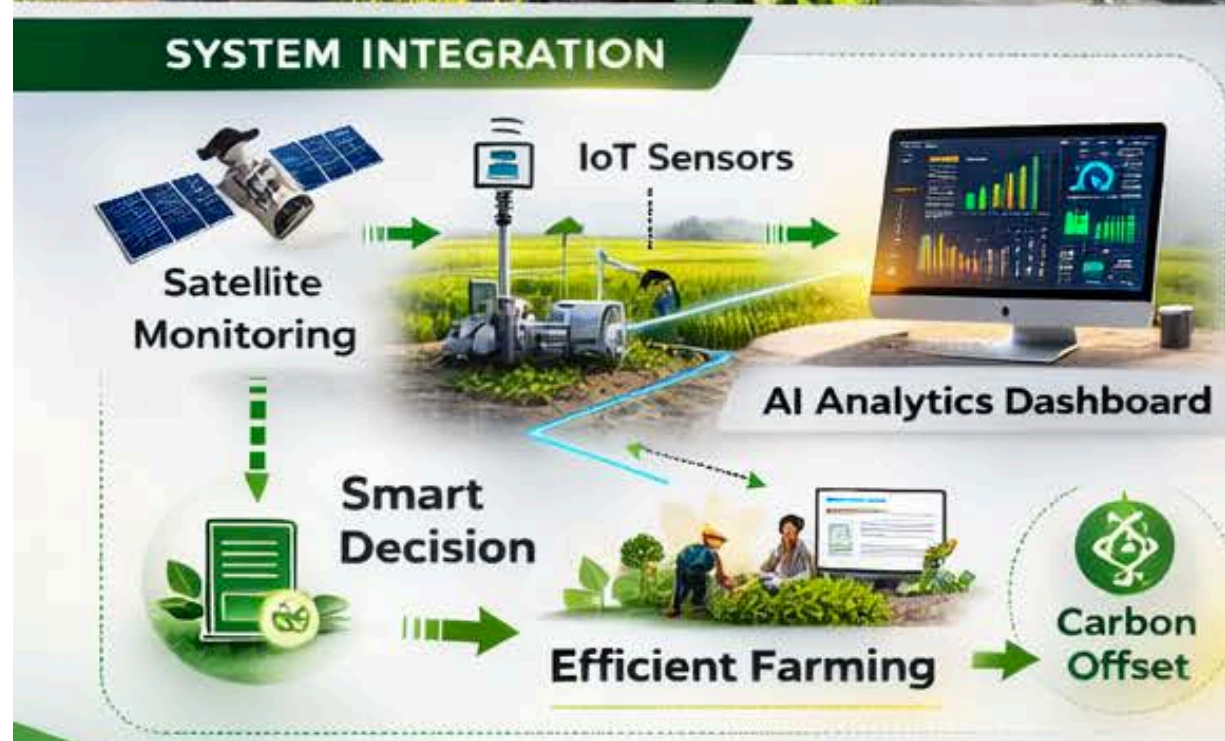 SYSTEM INTEGRATION
IoT Sensors
Satellite
Monitoring
AI Analytics Dashboard
Smart
Decision
Efficient Farming
Carbon
Offset